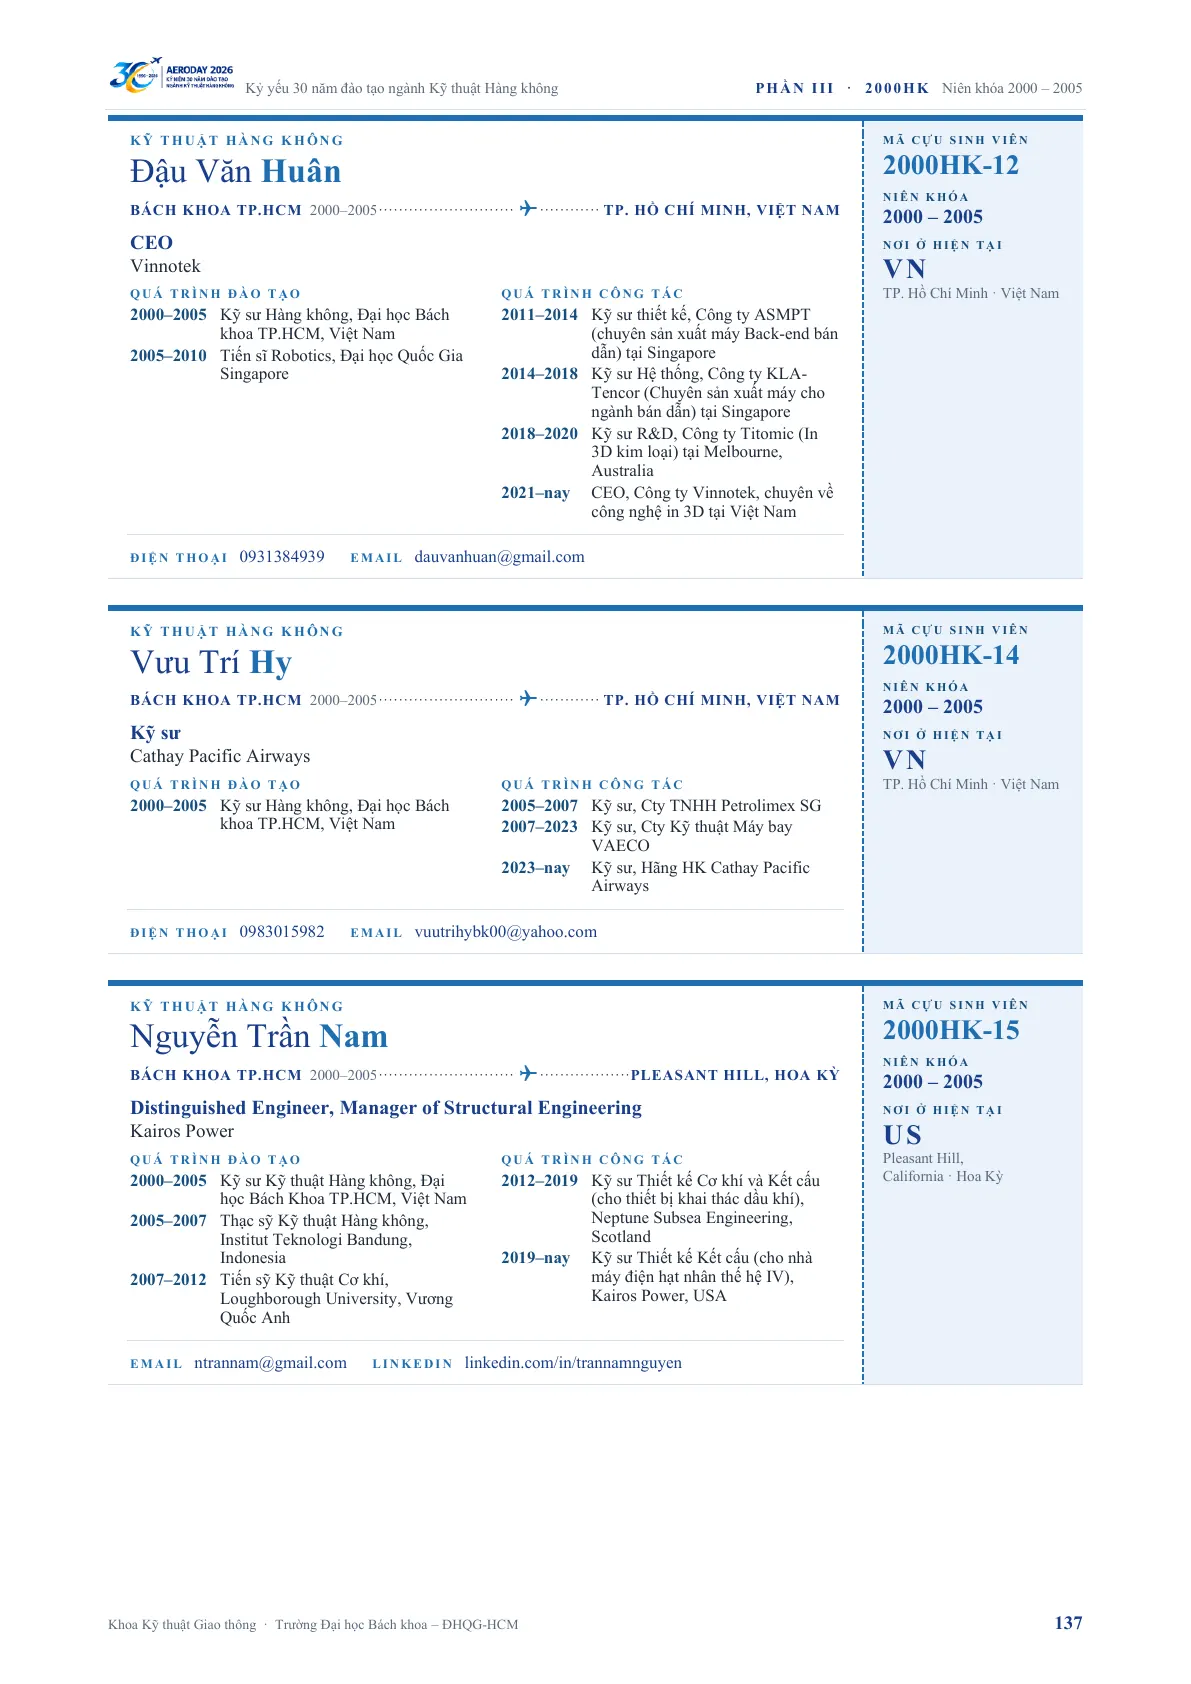 30
1996 - 2026
AERODAY 2026
KỶ NIỆM 30 NĂM ĐÀO TẠO
NGÀNH KỸ THUẬT HÀNG KHÔNG
Kỷ yếu 30 năm đào tạo ngành Kỹ thuật Hàng không
PHẦN III · 2000HK Niên khóa 2000 – 2005
KỸ THUẬT HÀNG KHÔNG
Đậu Văn Huân
BÁCH KHOA TP.HCM 2000–2005 TP. HỒ CHÍ MINH, VIỆT NAM
CEO
Vinnotek
QUÁ TRÌNH ĐÀO TẠO
2000–2005 Kỹ sư Hàng không, Đại học Bách
khoa TP.HCM, Việt Nam
2005–2010 Tiến sĩ Robotics, Đại học Quốc Gia
Singapore
QUÁ TRÌNH CÔNG TÁC
2011–2014 Kỹ sư thiết kế, Công ty ASMPT
(chuyên sản xuất máy Back-end bán
dẫn) tại Singapore
2014–2018 Kỹ sư Hệ thống, Công ty KLA-
Tencor (Chuyên sản xuất máy cho
ngành bán dẫn) tại Singapore
2018–2020 Kỹ sư R&D, Công ty Titomic (In
3D kim loại) tại Melbourne,
Australia
2021–nay CEO, Công ty Vinnotek, chuyên về
công nghệ in 3D tại Việt Nam
ĐIỆN THOẠI 0931384939 EMAIL dauvanhuan@gmail.com
MÃ CỰU SINH VIÊN
2000HK-12
NIÊN KHÓA
2000 – 2005
NƠI Ở HIỆN TẠI
VN
TP. Hồ Chí Minh · Việt Nam
KỸ THUẬT HÀNG KHÔNG
Vưu Trí Hy
BÁCH KHOA TP.HCM 2000–2005 TP. HỒ CHÍ MINH, VIỆT NAM
Kỹ sư
Cathay Pacific Airways
QUÁ TRÌNH ĐÀO TẠO
2000–2005 Kỹ sư Hàng không, Đại học Bách
khoa TP.HCM, Việt Nam
QUÁ TRÌNH CÔNG TÁC
2005–2007 Kỹ sư, Cty TNHH Petrolimex SG
2007–2023 Kỹ sư, Cty Kỹ thuật Máy bay
VAECO
2023–nay Kỹ sư, Hãng HK Cathay Pacific
Airways
ĐIỆN THOẠI 0983015982 EMAIL vuutrihybk00@yahoo.com
MÃ CỰU SINH VIÊN
2000HK-14
NIÊN KHÓA
2000 – 2005
NƠI Ở HIỆN TẠI
VN
TP. Hồ Chí Minh · Việt Nam
KỸ THUẬT HÀNG KHÔNG
Nguyễn Trần Nam
BÁCH KHOA TP.HCM 2000–2005 PLEASANT HILL, HOA KỲ
Distinguished Engineer, Manager of Structural Engineering
Kairos Power
QUÁ TRÌNH ĐÀO TẠO
2000–2005 Kỹ sư Kỹ thuật Hàng không, Đại
học Bách Khoa TP.HCM, Việt Nam
2005–2007 Thạc sỹ Kỹ thuật Hàng không,
Institut Teknologi Bandung,
Indonesia
2007–2012 Tiến sỹ Kỹ thuật Cơ khí,
Loughborough University, Vương
Quốc Anh
QUÁ TRÌNH CÔNG TÁC
2012–2019 Kỹ sư Thiết kế Cơ khí và Kết cấu
(cho thiết bị khai thác dầu khí),
Neptune Subsea Engineering,
Scotland
2019–nay Kỹ sư Thiết kế Kết cấu (cho nhà
máy điện hạt nhân thế hệ IV),
Kairos Power, USA
EMAIL ntrannam@gmail.com LINKEDIN linkedin.com/in/trannamnguyen
MÃ CỰU SINH VIÊN
2000HK-15
NIÊN KHÓA
2000 – 2005
NƠI Ở HIỆN TẠI
US
Pleasant Hill,
California · Hoa Kỳ
Khoa Kỹ thuật Giao thông · Trường Đại học Bách khoa – ĐHQG-HCM
137